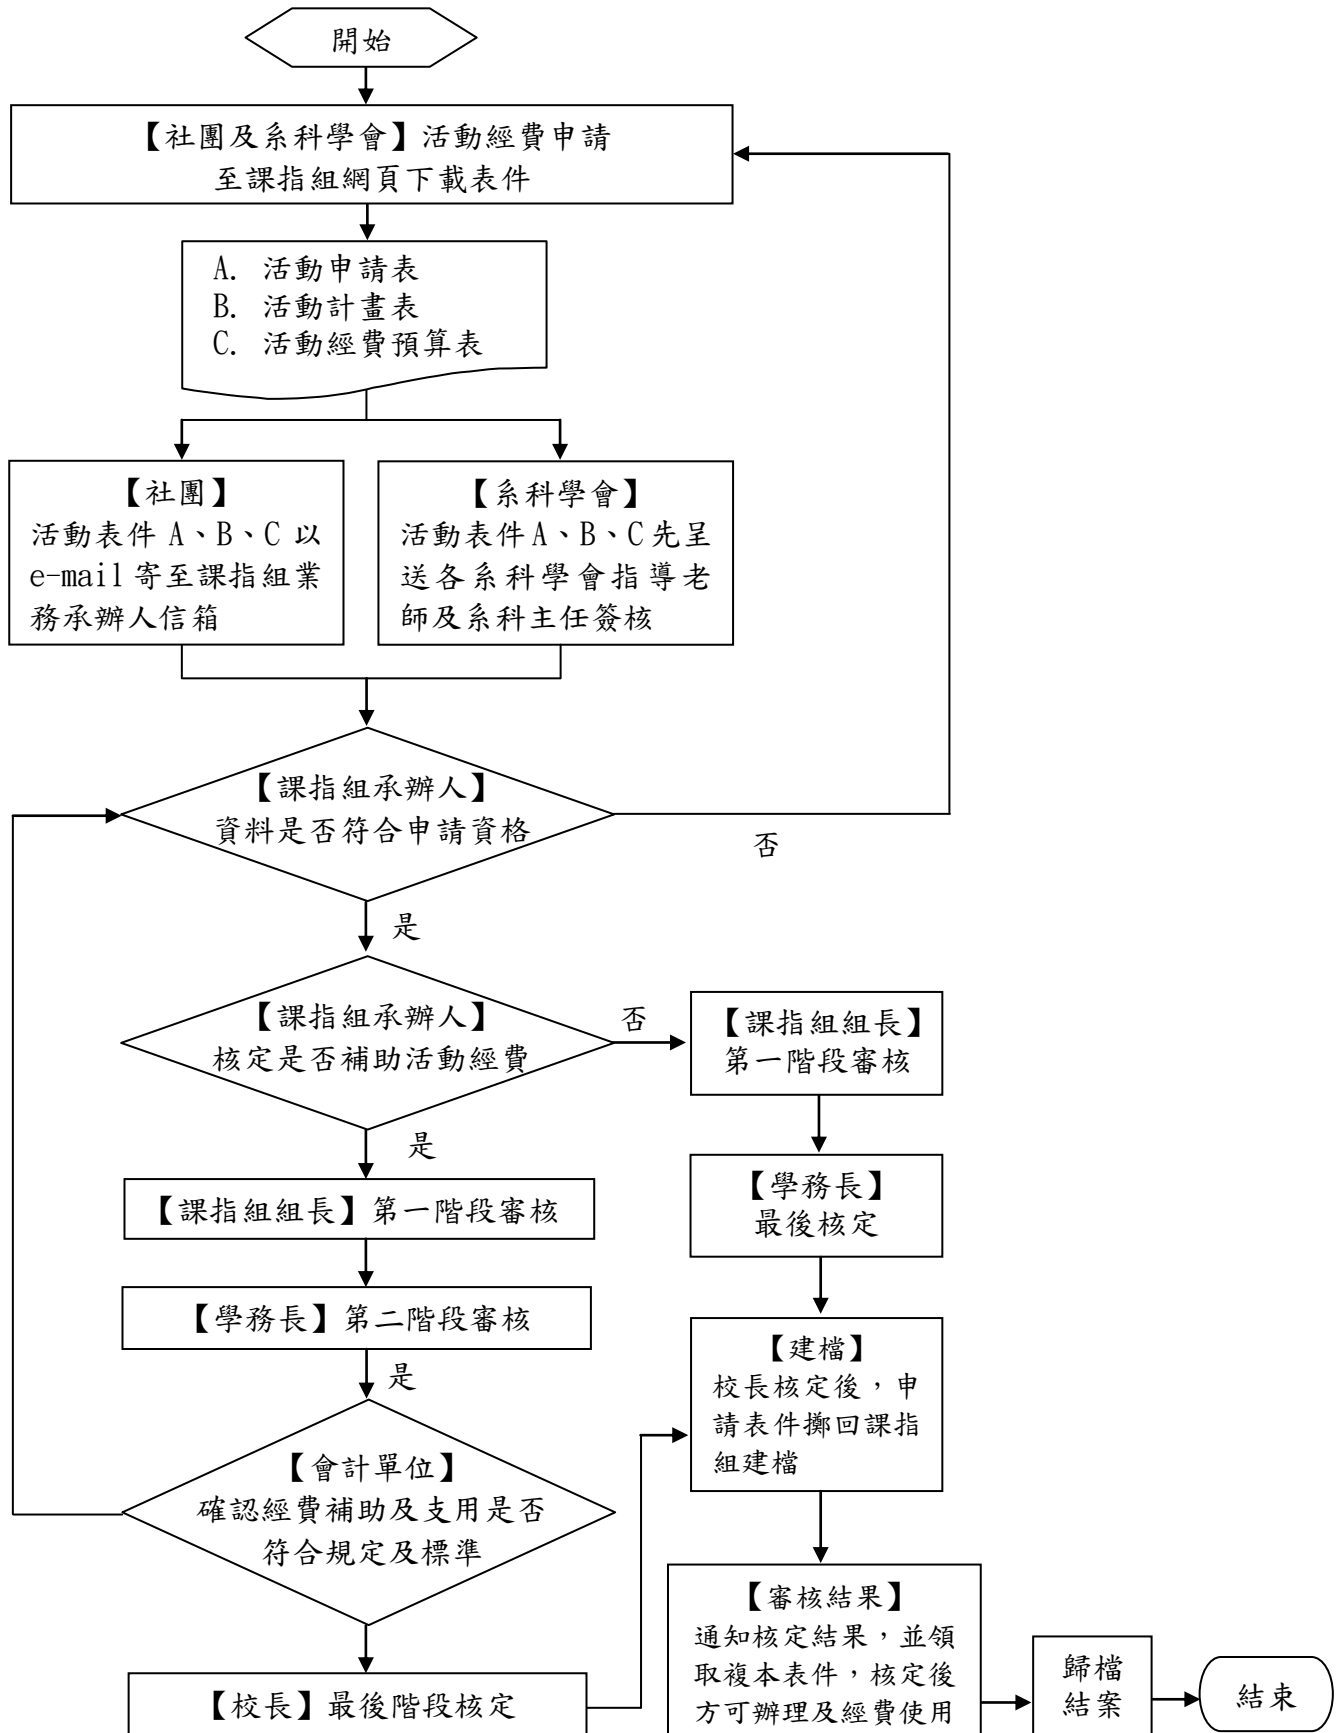 開始
【社團及系科學會】活動經費申請
至課指組網頁下載表件
A. 活動申請表
B. 活動計畫表
C. 活動經費預算表
【社團】
活動表件 A、B、C 以
e-mail 寄至課指組業
務承辦人信箱
【系科學會】
活動表件 A、B、C 先呈
送各系科學會指導老
師及系科主任簽核
【課指組承辦人】
資料是否符合申請資格
否
是
【課指組承辦人】
核定是否補助活動經費
否
【課指組組長】
第一階段審核
是
【課指組組長】第一階段審核
【學務長】
最後核定
【學務長】第二階段審核
是
【建檔】
校長核定後，申
請表件擲回課指
組建檔
【會計單位】
確認經費補助及支用是否
符合規定及標準
【校長】最後階段核定
【審核結果】
通知核定結果，並領
取複本表件，核定後
方可辦理及經費使用
歸檔
結案
結束